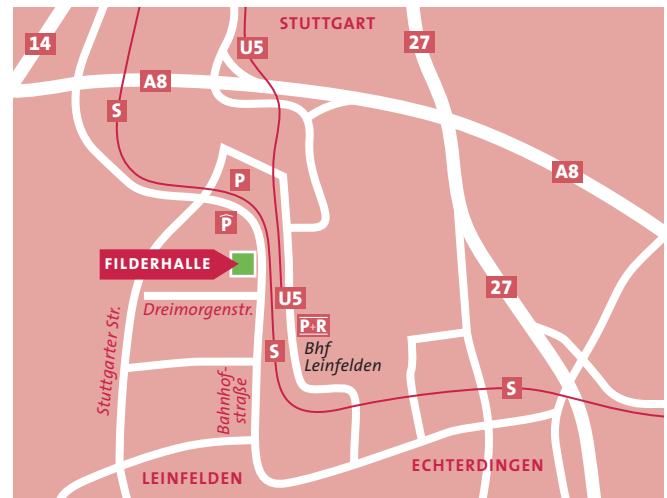 STUTTGART
14
U5
27
A8
S
A8
P
P
FILDERHALLE
Stuttgarter Str.
Dreimorgenstr.
U5
27
P+R
S
Bhf
Leinfelden
Bahnhof-
straße
S
LEINFELDEN
ECHTERDINGEN